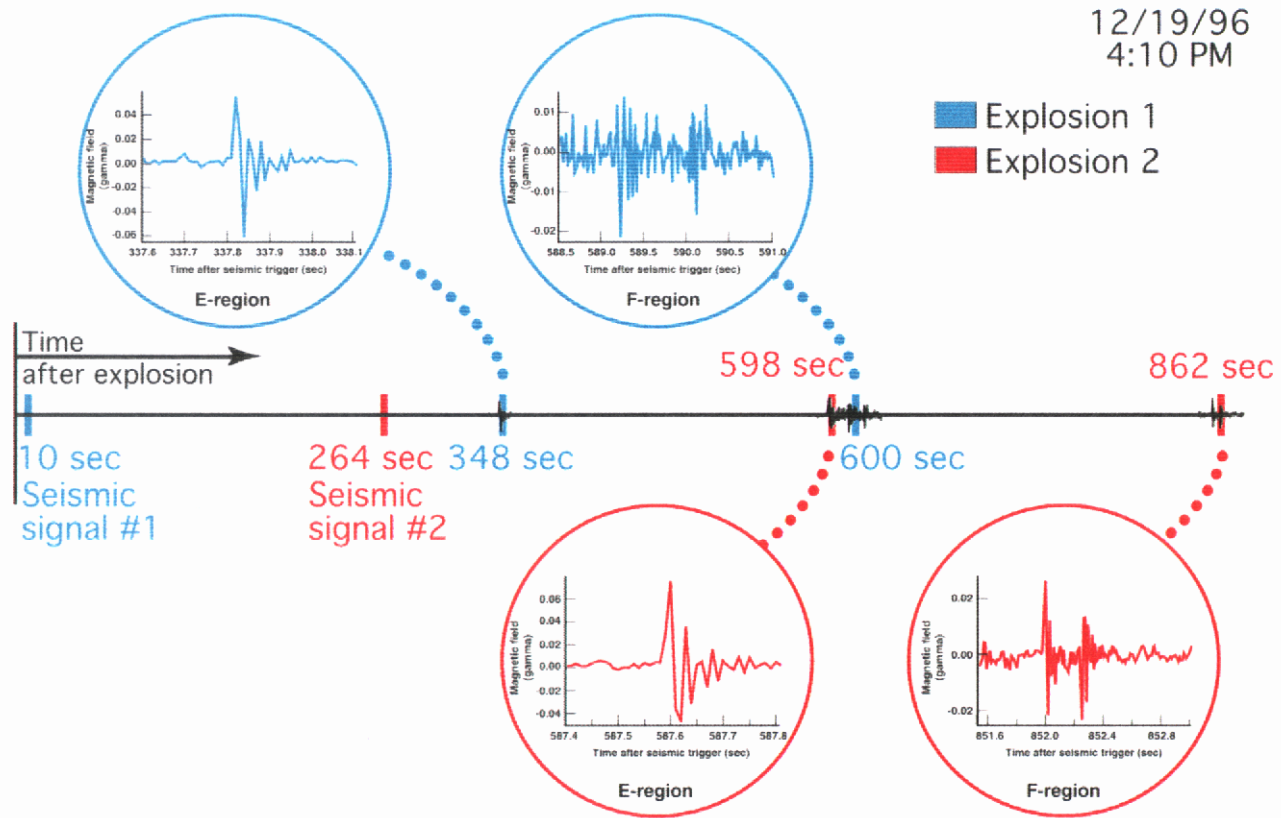 12/19/96
4:10 PM
Explosion 1
Explosion 2
Magnetic field
(gamma)
0.04
0.02
0.00
-0.02
-0.04
-0.06
337.6 337.7 337.8 337.9 338.0 338.1
Time after seismic trigger (sec)
E-region
Magnetic field
(gamma)
0.01
0.00
-0.01
-0.02
588.5 589.0 589.5 590.0 590.5 591.0
Time after seismic trigger (sec)
F-region
Time
after explosion
598 sec
862 sec
10 sec
Seismic
signal #1
264 sec
Seismic
signal #2
348 sec
600 sec
Magnetic field
(gamma)
0.06
0.04
0.02
0.00
-0.02
-0.04
587.4 587.5 587.6 587.7 587.8
Time after seismic trigger (sec)
E-region
Magnetic field
(gamma)
0.02
0.00
-0.02
851.6 852.0 852.4 852.8
Time after seismic trigger (sec)
F-region